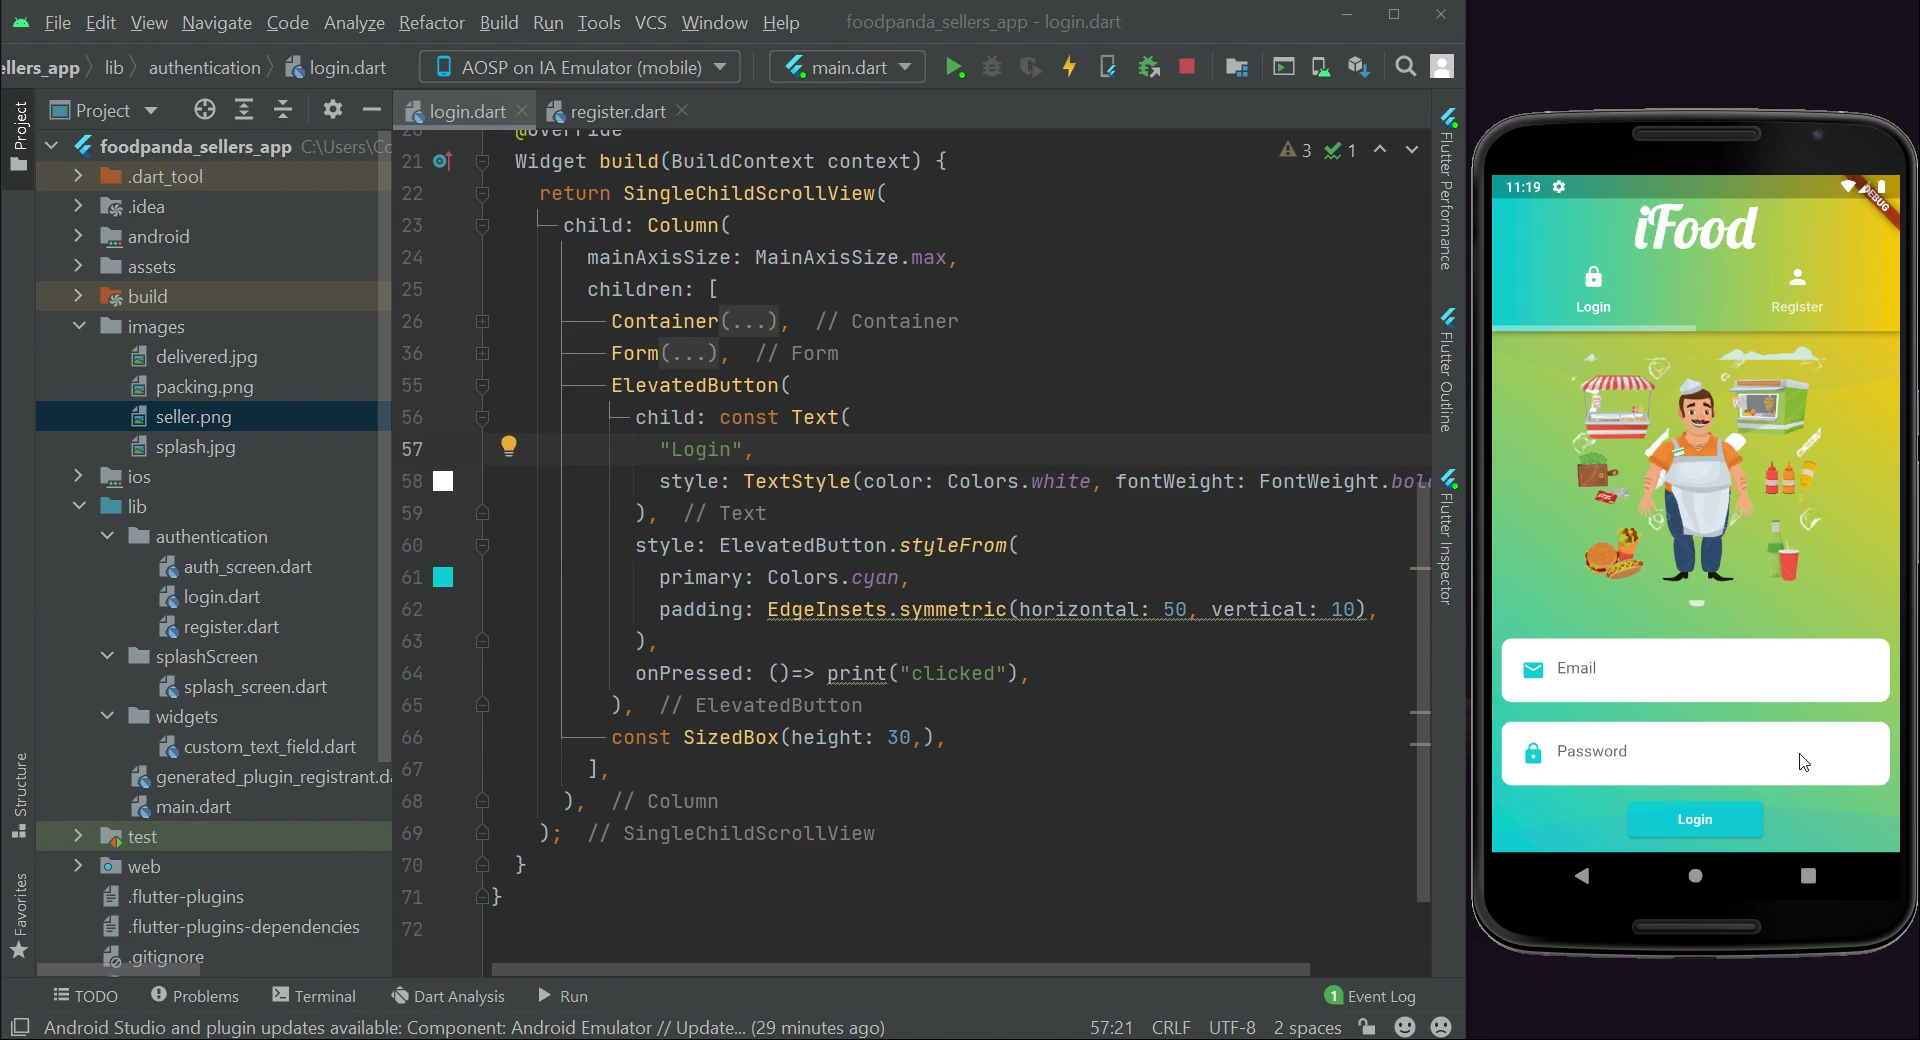 File Edit View Navigate Code Analyze Refactor Build Run Tools VCS Window Help foodpanda_sellers_app - login.dart
ellers_app lib authentication login.dart AOSP on IA Emulator (mobile) main.dart
Project
login.dart register.dart
Project
foodpanda_sellers_app C:\Users\Co
.dart_tool
.idea
android
assets
build
images
delivered.jpg
packing.png
seller.png
splash.jpg
ios
lib
authentication
auth_screen.dart
login.dart
register.dart
splashScreen
splash_screen.dart
widgets
custom_text_field.dart
generated_plugin_registrant.da
main.dart
test
web
.flutter-plugins
.flutter-plugins-dependencies
.gitignore
Structure
Favorites
20 @override
21 Widget build(BuildContext context) {
3 1
22 return SingleChildScrollView(
23 child: Column(
24 mainAxisSize: MainAxisSize.max,
25 children: [
26 Container(...), // Container
36 Form(...), // Form
55 ElevatedButton(
56 child: const Text(
57 "Login",
58 style: TextStyle(color: Colors.white, fontWeight: FontWeight.bold
59 ), // Text
60 style: ElevatedButton.styleFrom(
61 primary: Colors.cyan,
62 padding: EdgeInsets.symmetric(horizontal: 50, vertical: 10),
63 ),
64 onPressed: ()=> print("clicked"),
65 ), // ElevatedButton
66 const SizedBox(height: 30,),
67 ],
68 ), // Column
69 ); // SingleChildScrollView
70 }
71 }
72
Flutter Performance
Flutter Outline
Flutter Inspector
TODO Problems Terminal Dart Analysis Run 1 Event Log
Android Studio and plugin updates available: Component: Android Emulator // Update... (29 minutes ago) 57:21 CRLF UTF-8 2 spaces
11:19
DEBUG
iFood
Login Register
Email
Password
Login